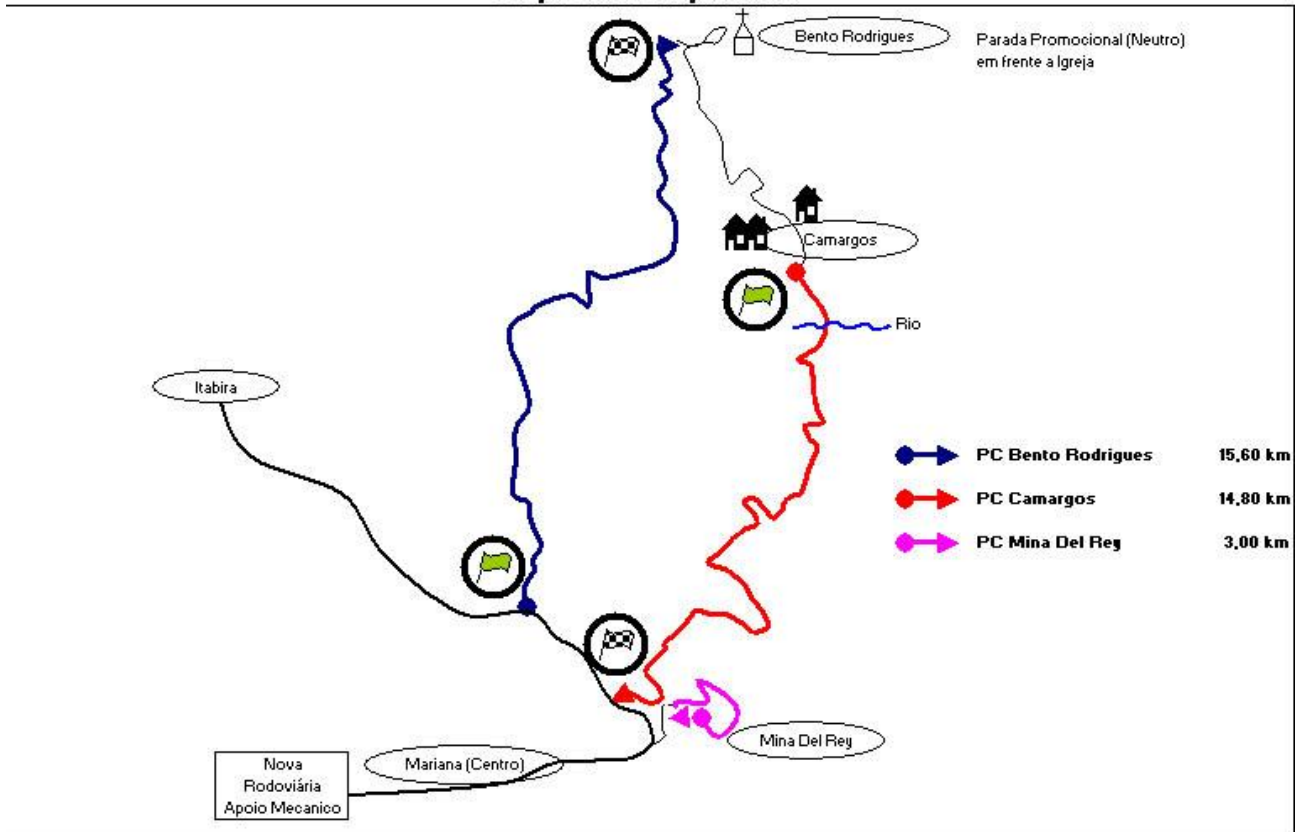 Bento Rodrigues
Parada Promocional (Neutro)
em frente a Igreja
Camargos
Rio
Itabira
PC Bento Rodrigues 15,60 km
PC Camargos 14,80 km
PC Mina Del Rey 3,00 km
Mina Del Rey
Mariana (Centro)
Nova
Rodoviária
Apoio Mecanico